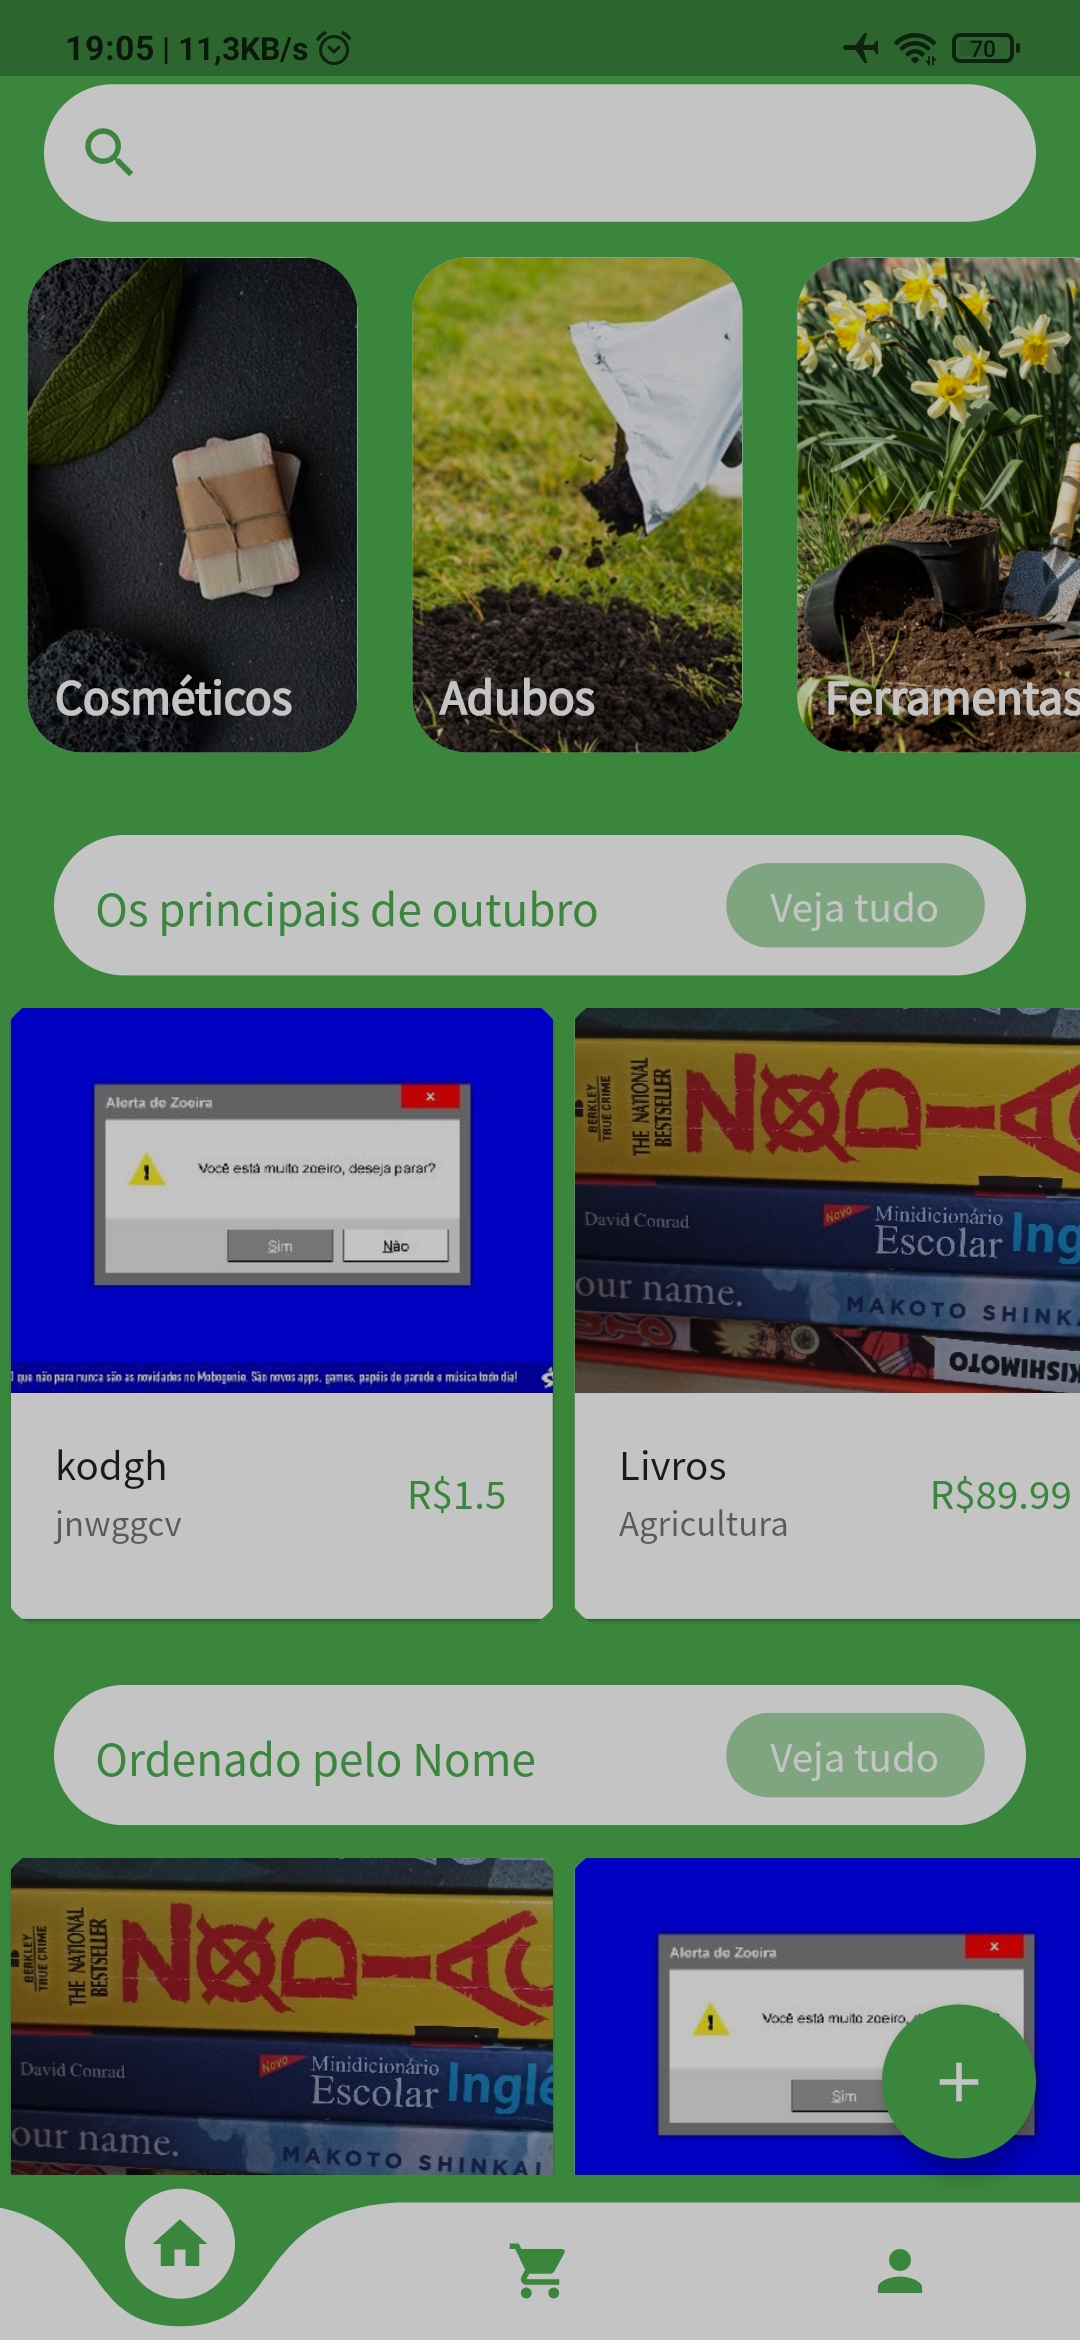 19:05 | 11,3KB/s
70
Cosméticos
Adubos
Ferramentas
Os principais de outubro
Veja tudo
Alerta de Zoeira
Você está muito zoeiro, deseja parar?
Sim
Não
que não para nunca são as novidades no Mobogenie. São novos apps, games, papéis de parede e música todo dia!
BERKLEY
TRUE CRIME
THE NATIONAL
BESTSELLER
NODIA
David Conrad
Novo
Minidicionário
Escolar
Ing
our name.
MAKOTO SHINKA
KISHIMOTO
kodgh
jnwggcv
R$1.5
Livros
Agricultura
R$89.99
Ordenado pelo Nome
Veja tudo
BERKLEY
TRUE CRIME
THE NATIONAL
BESTSELLER
NODIAC
David Conrad
Novo
Minidicionário
Escolar
Inglê
our name.
MAKOTO SHINKAI
Alerta de Zoeira
Você está muito zoeiro,
Sim